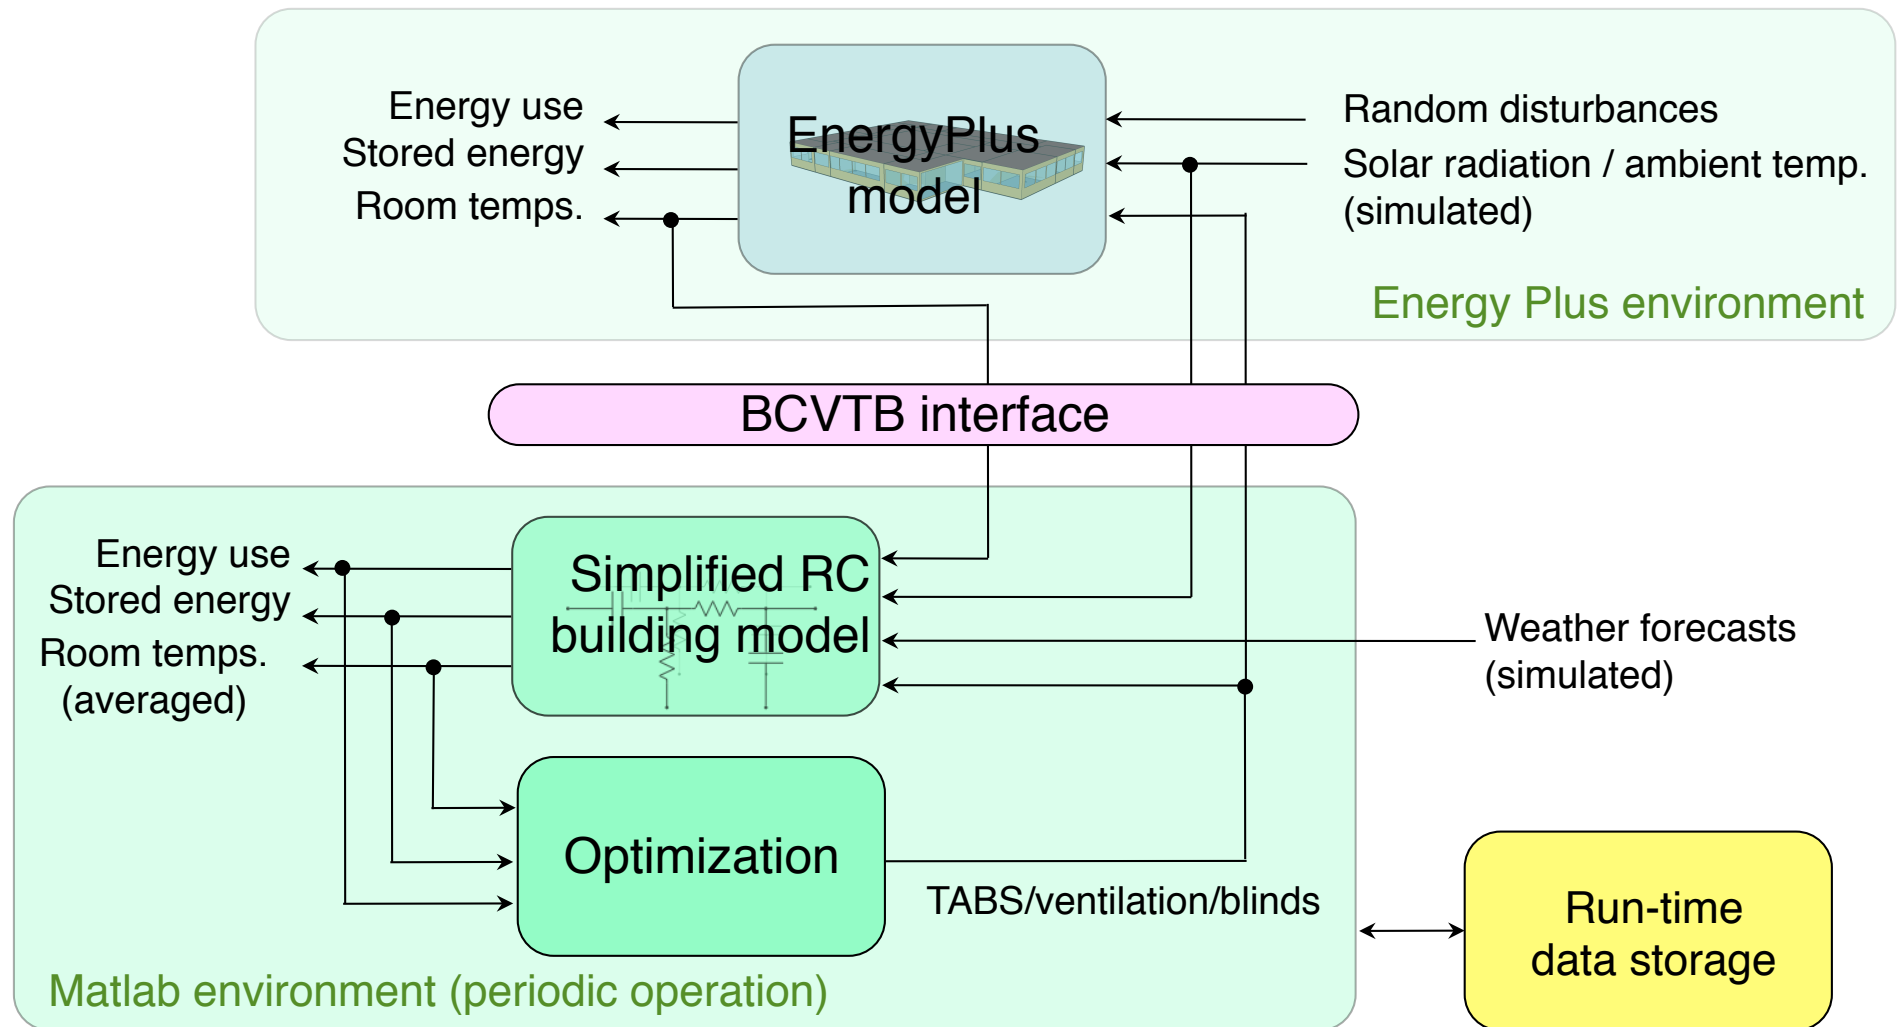 Energy use
Stored energy
Room temps.
EnergyPlus
model
Random disturbances
Solar radiation / ambient temp.
(simulated)
Energy Plus environment
BCVTB interface
Energy use
Stored energy
Room temps.
(averaged)
Simplified RC
building model
Weather forecasts
(simulated)
Optimization
TABS/ventilation/blinds
Run-time
data storage
Matlab environment (periodic operation)